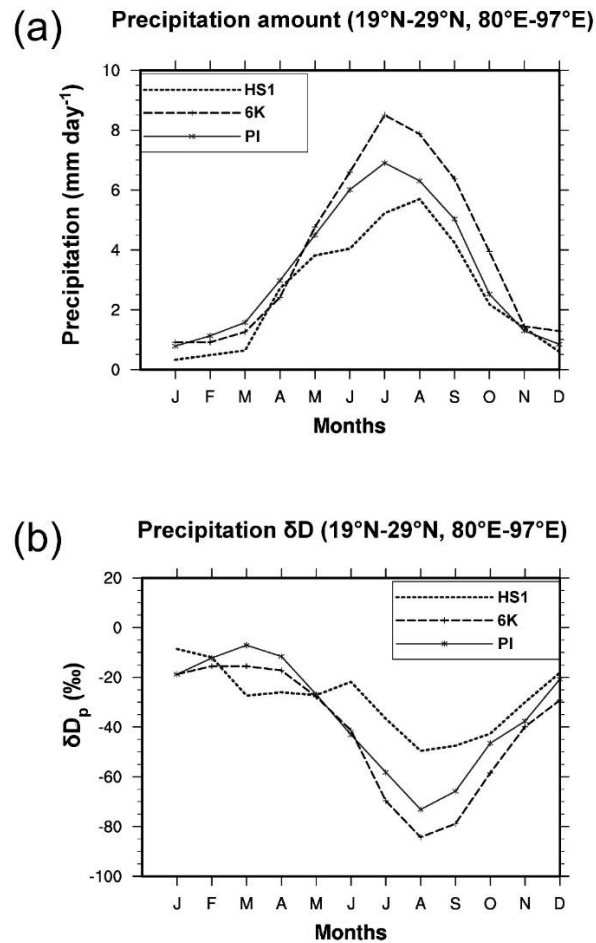 (a)
Precipitation amount (19°N-29°N, 80°E-97°E)
HS1
6K
PI
Precipitation (mm day⁻¹)
10
8
6
4
2
0
J F M A M J J A S O N D
Months
(b)
Precipitation δD (19°N-29°N, 80°E-97°E)
HS1
6K
PI
δDₚ (‰)
20
0
-20
-40
-60
-80
-100
J F M A M J J A S O N D
Months